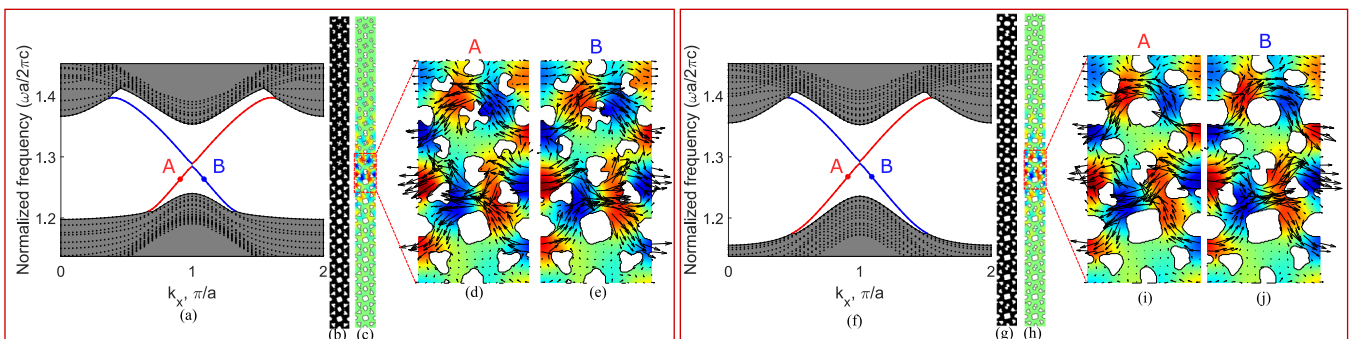 Normalized frequency (ωa/2πc)
1.4
1.3
1.2
A
B
0
1
2
kx, π/a
(a)
(b)
(c)
A
B
(d)
(e)
Normalized frequency (ωa/2πc)
1.4
1.3
1.2
A
B
0
1
2
kx, π/a
(f)
(g)
(h)
A
B
(i)
(j)